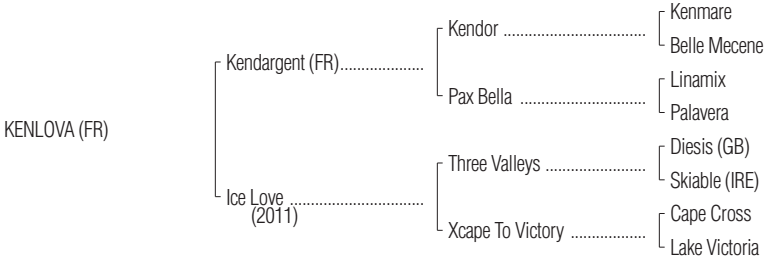 Kenmare
Kendor ..................................
Belle Mecene
Kendargent (FR)....................
Linamix
Pax Bella ..............................
Palavera
KENLOVA (FR)
Diesis (GB)
Three Valleys ........................
Skiable (IRE)
Ice Love ................................
(2011)
Cape Cross
Xcape To Victory ..................
Lake Victoria